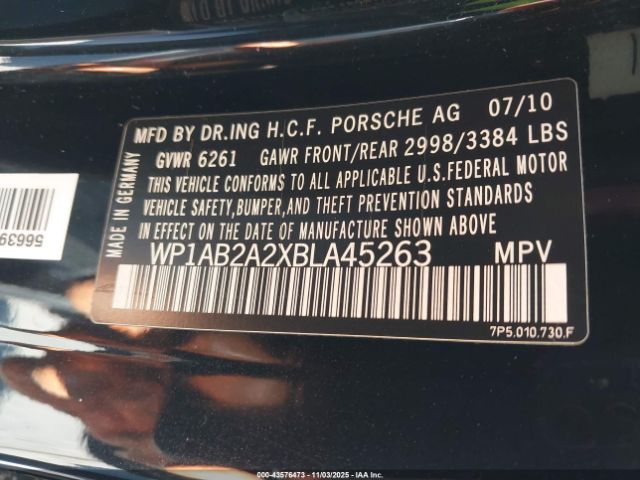 MFD BY DR.ING H.C.F. PORSCHE AG 07/10
GVWR 6261 GAWR FRONT/REAR 2998/3384 LBS
THIS VEHICLE CONFORMS TO ALL APPLICABLE U.S.FEDERAL MOTOR
VEHICLE SAFETY,BUMPER,AND THEFT PREVENTION STANDARDS
IN EFFECT ON THE DATE OF MANUFACTURE SHOWN ABOVE
WP1AB2A2XBLA45263 MPV
7P5.010.730.F
MADE IN GERMANY
000-43576473 - 11/03/2025 - IAAI.com